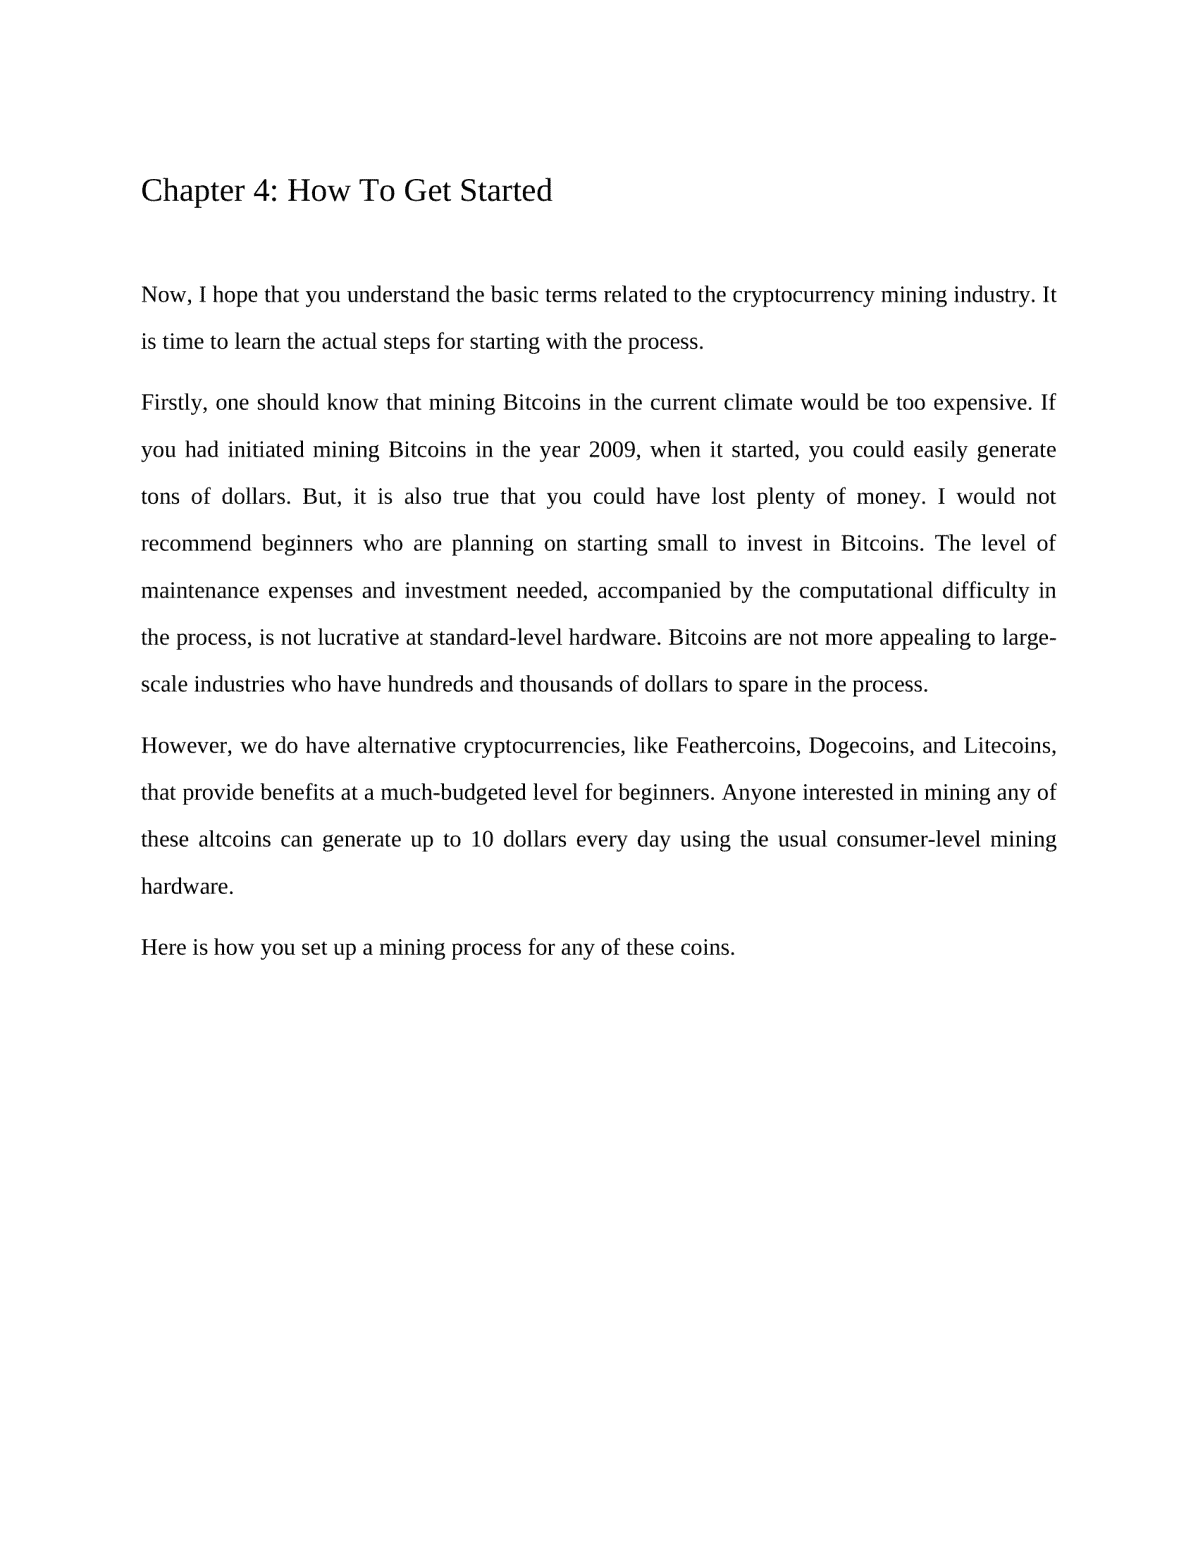 Chapter 4: How To Get Started
Now, I hope that you understand the basic terms related to the cryptocurrency mining industry. It
is time to learn the actual steps for starting with the process.
Firstly, one should know that mining Bitcoins in the current climate would be too expensive. If
you had initiated mining Bitcoins in the year 2009, when it started, you could easily generate
tons of dollars. But, it is also true that you could have lost plenty of money. I would not
recommend beginners who are planning on starting small to invest in Bitcoins. The level of
maintenance expenses and investment needed, accompanied by the computational difficulty in
the process, is not lucrative at standard-level hardware. Bitcoins are not more appealing to large-
scale industries who have hundreds and thousands of dollars to spare in the process.
However, we do have alternative cryptocurrencies, like Feathercoins, Dogecoins, and Litecoins,
that provide benefits at a much-budgeted level for beginners. Anyone interested in mining any of
these altcoins can generate up to 10 dollars every day using the usual consumer-level mining
hardware.
Here is how you set up a mining process for any of these coins.